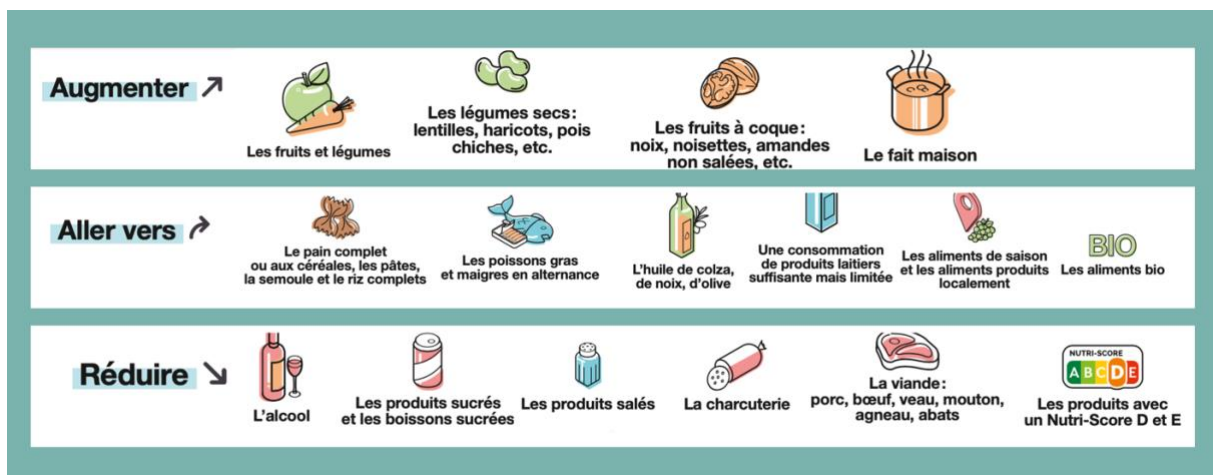 Augmenter
Les fruits et légumes
Les légumes secs :
lentilles, haricots, pois
chiches, etc.
Les fruits à coque :
noix, noisettes, amandes
non salées, etc.
Le fait maison
Aller vers
Le pain complet
ou aux céréales, les pâtes,
la semoule et le riz complets
Les poissons gras
et maigres en alternance
L'huile de colza,
de noix, d'olive
Une consommation
de produits laitiers
suffisante mais limitée
Les aliments de saison
et les aliments produits
localement
BIO
Les aliments bio
Réduire
L'alcool
Les produits sucrés
et les boissons sucrées
Les produits salés
La charcuterie
La viande :
porc, bœuf, veau, mouton,
agneau, abats
NUTRI-SCORE
A B C D E
Les produits avec
un Nutri-Score D et E